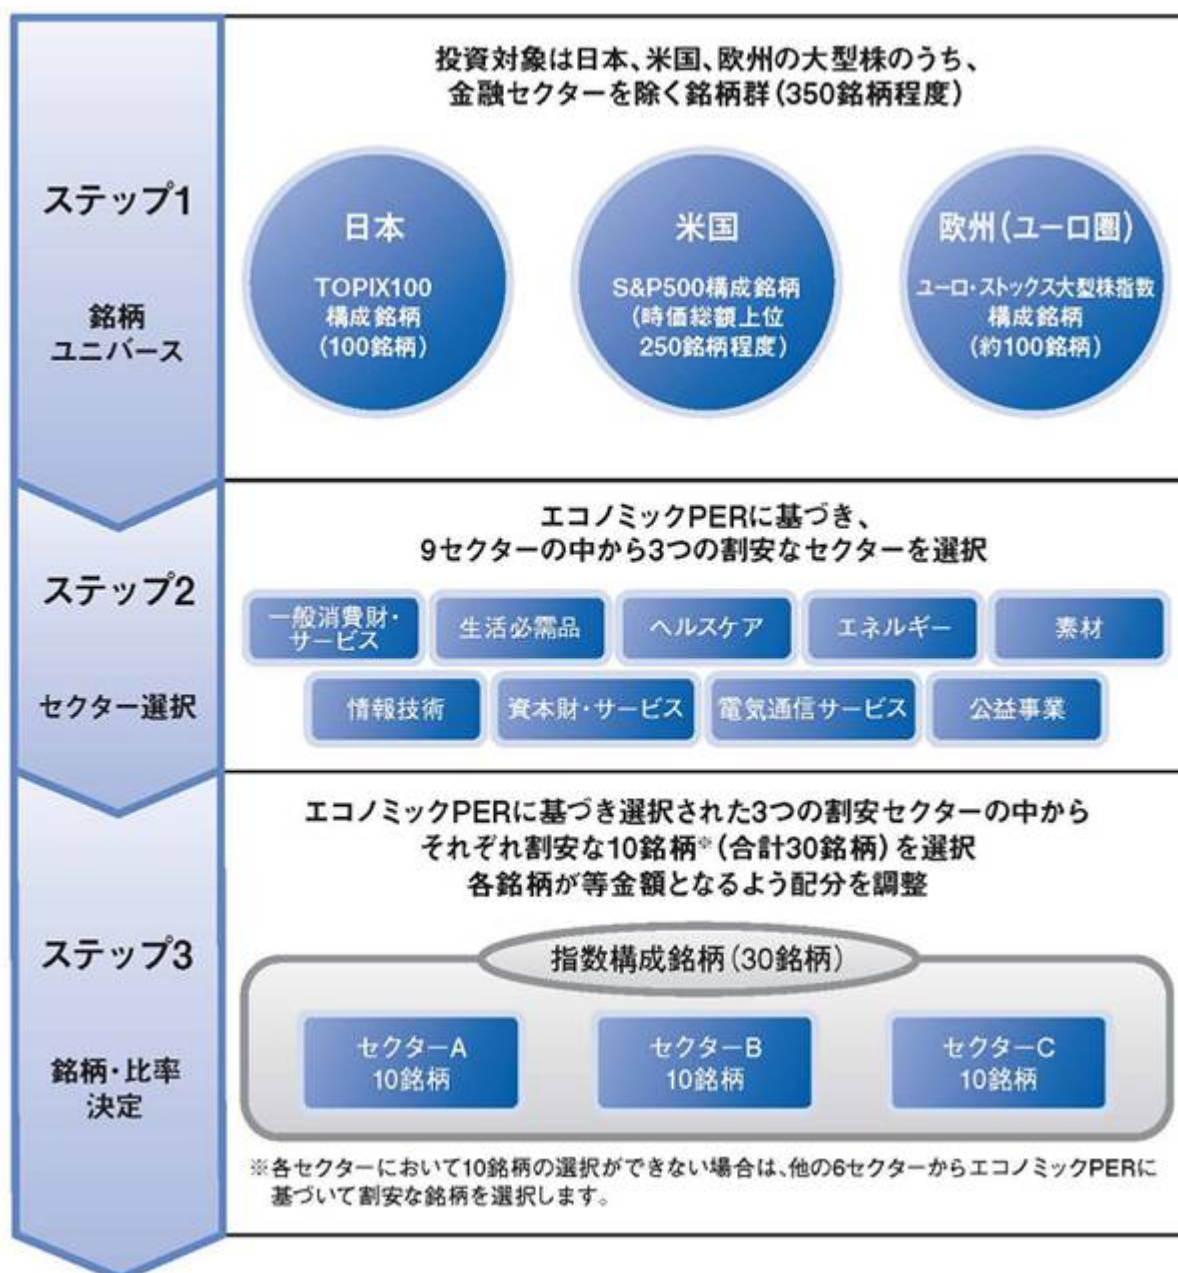 投資対象は日本、米国、欧州の大型株のうち、
金融セクターを除く銘柄群(350銘柄程度)
ステップ1
銘柄
ユニバース
日本
TOPIX100
構成銘柄
(100銘柄)
米国
S&P500構成銘柄
(時価総額上位
250銘柄程度)
欧州(ユーロ圏)
ユーロ・ストックス大型株指数
構成銘柄
(約100銘柄)
エコノミックPERに基づき、
9セクターの中から3つの割安なセクターを選択
ステップ2
セクター選択
一般消費財・
サービス
生活必需品
ヘルスケア
エネルギー
素材
情報技術
資本財・サービス
電気通信サービス
公益事業
エコノミックPERに基づき選択された3つの割安セクターの中から
それぞれ割安な10銘柄※(合計30銘柄)を選択
各銘柄が等金額となるよう配分を調整
ステップ3
銘柄・比率
決定
指数構成銘柄(30銘柄)
セクターA
10銘柄
セクターB
10銘柄
セクターC
10銘柄
※各セクターにおいて10銘柄の選択ができない場合は、他の6セクターからエコノミックPERに
基づいて割安な銘柄を選択します。